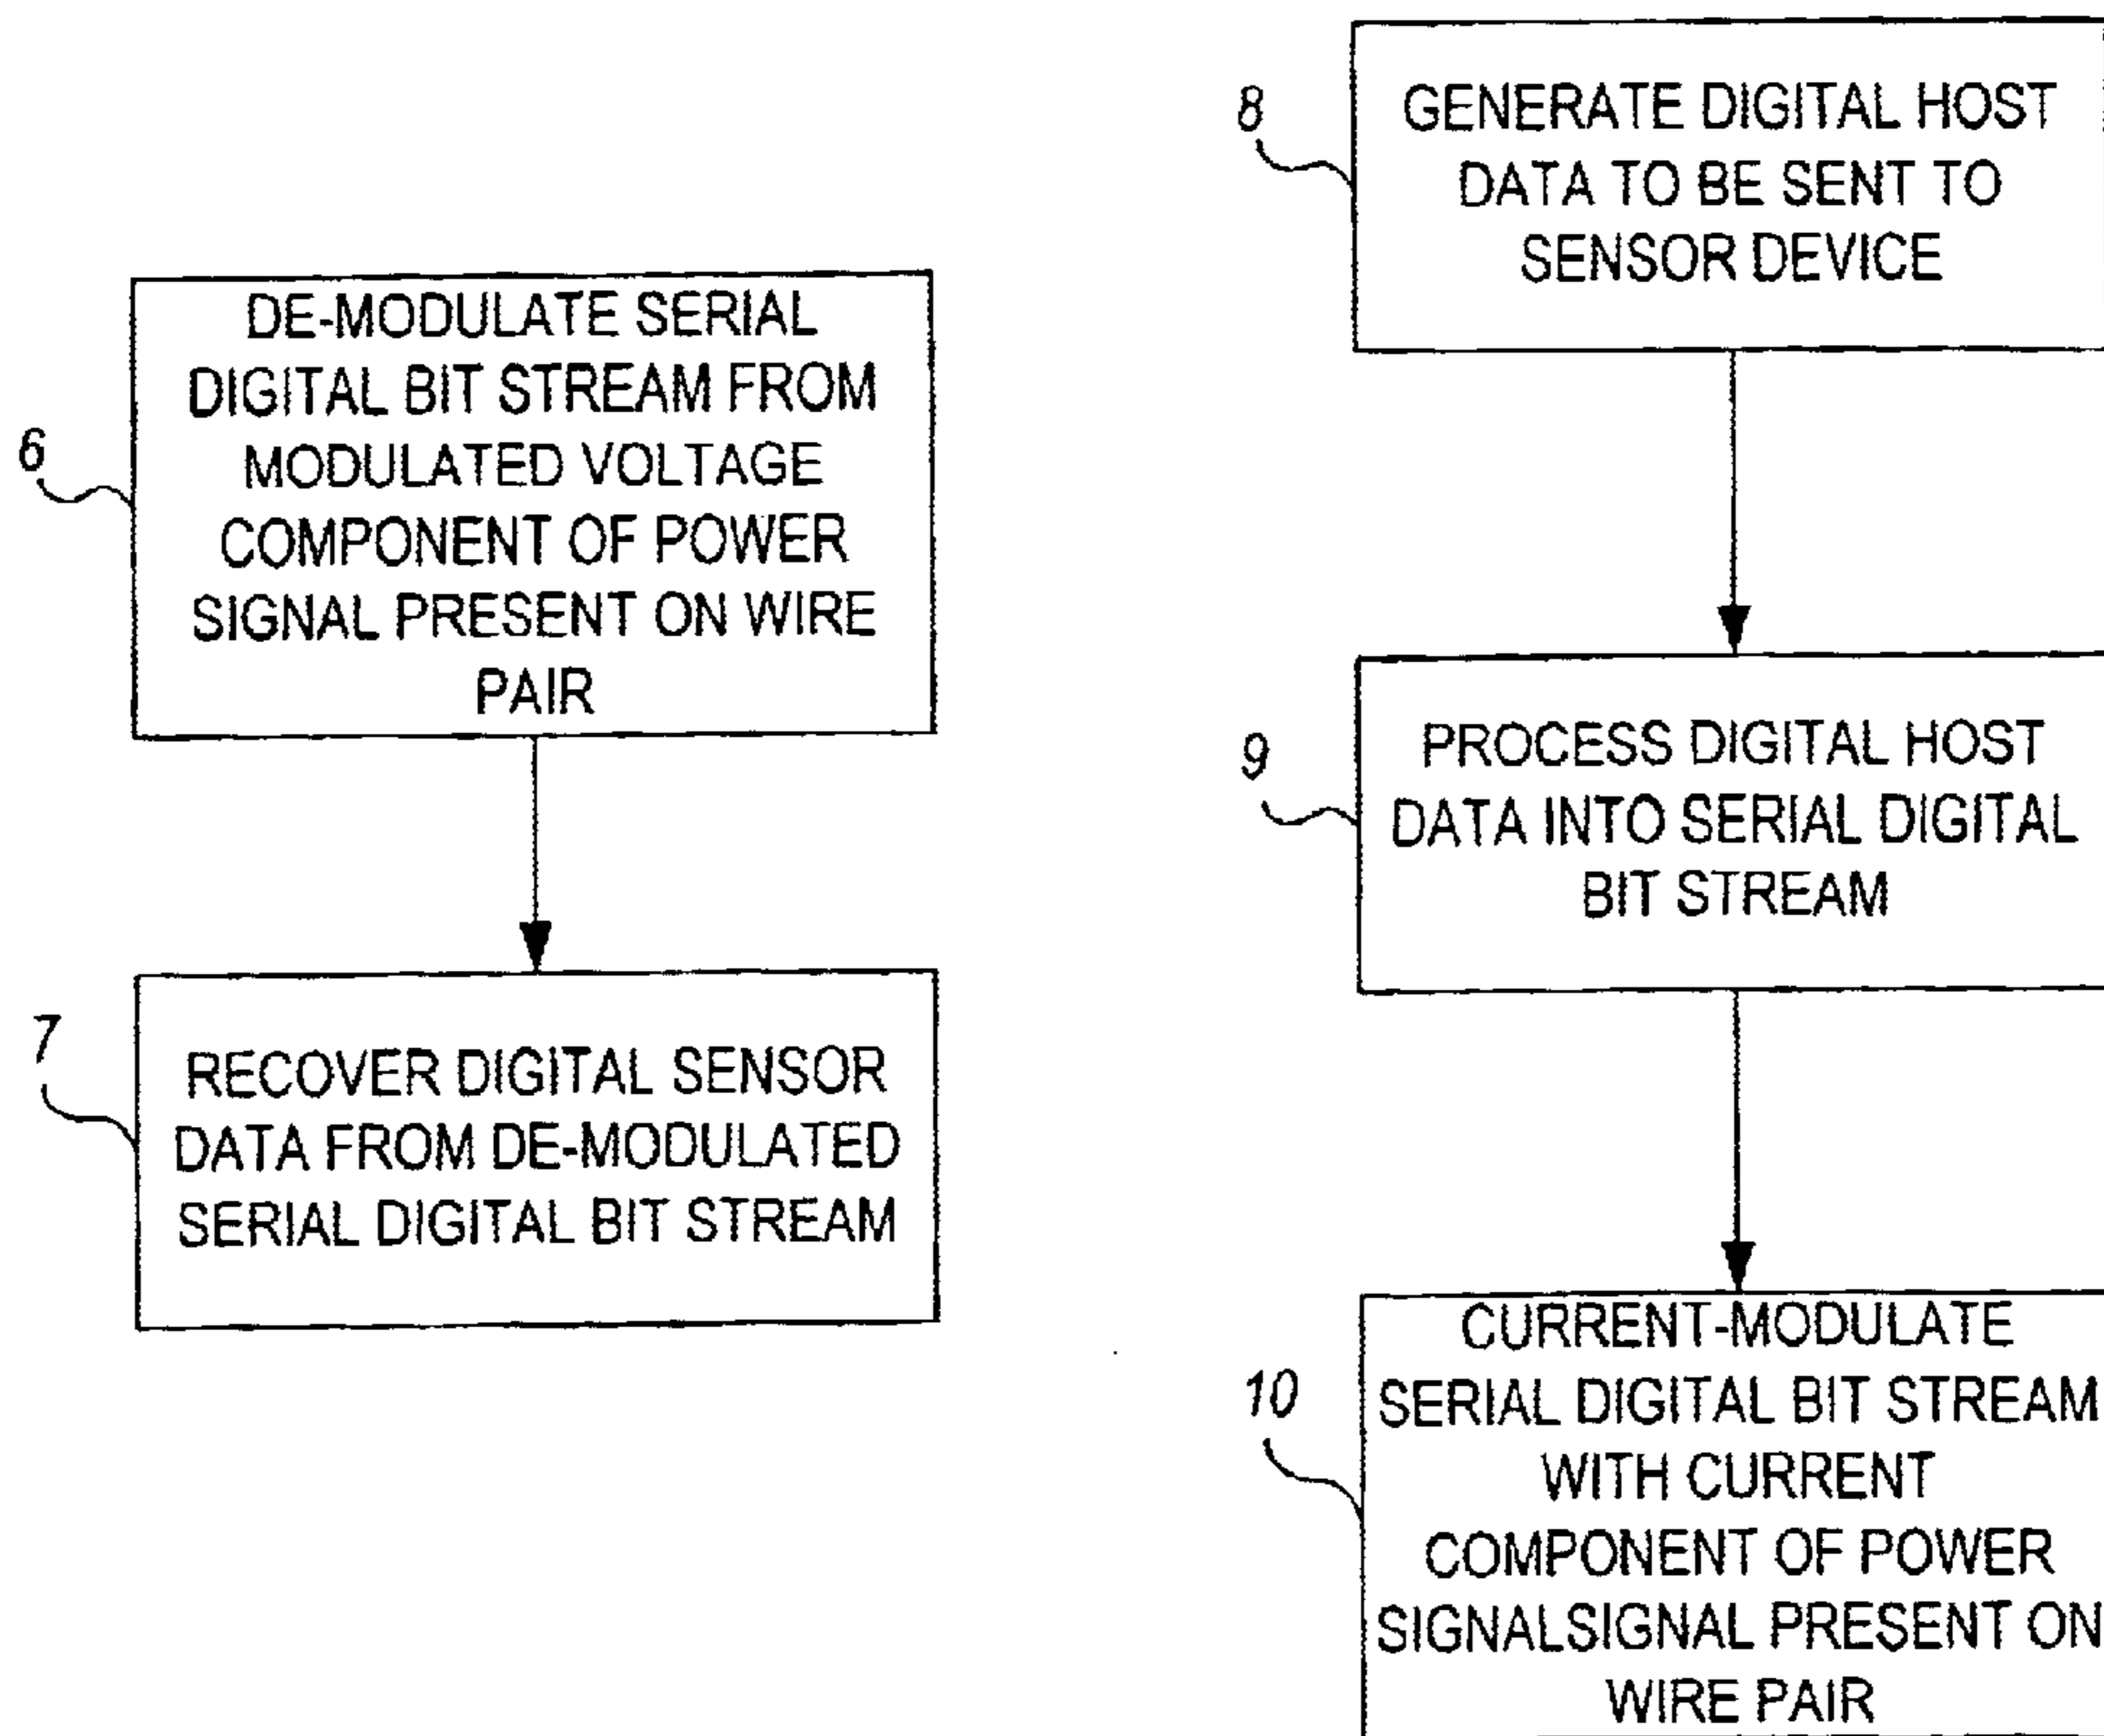 6
DE-MODULATE SERIAL
DIGITAL BIT STREAM FROM
MODULATED VOLTAGE
COMPONENT OF POWER
SIGNAL PRESENT ON WIRE
PAIR
7
RECOVER DIGITAL SENSOR
DATA FROM DE-MODULATED
SERIAL DIGITAL BIT STREAM
8
GENERATE DIGITAL HOST
DATA TO BE SENT TO
SENSOR DEVICE
9
PROCESS DIGITAL HOST
DATA INTO SERIAL DIGITAL
BIT STREAM
10
CURRENT-MODULATE
SERIAL DIGITAL BIT STREAM
WITH CURRENT
COMPONENT OF POWER
SIGNALSIGNAL PRESENT ON
WIRE PAIR